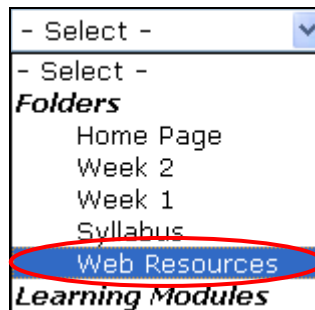 - Select -
- Select -
Folders
Home Page
Week 2
Week 1
Syllabus
Web Resources
Learning Modules